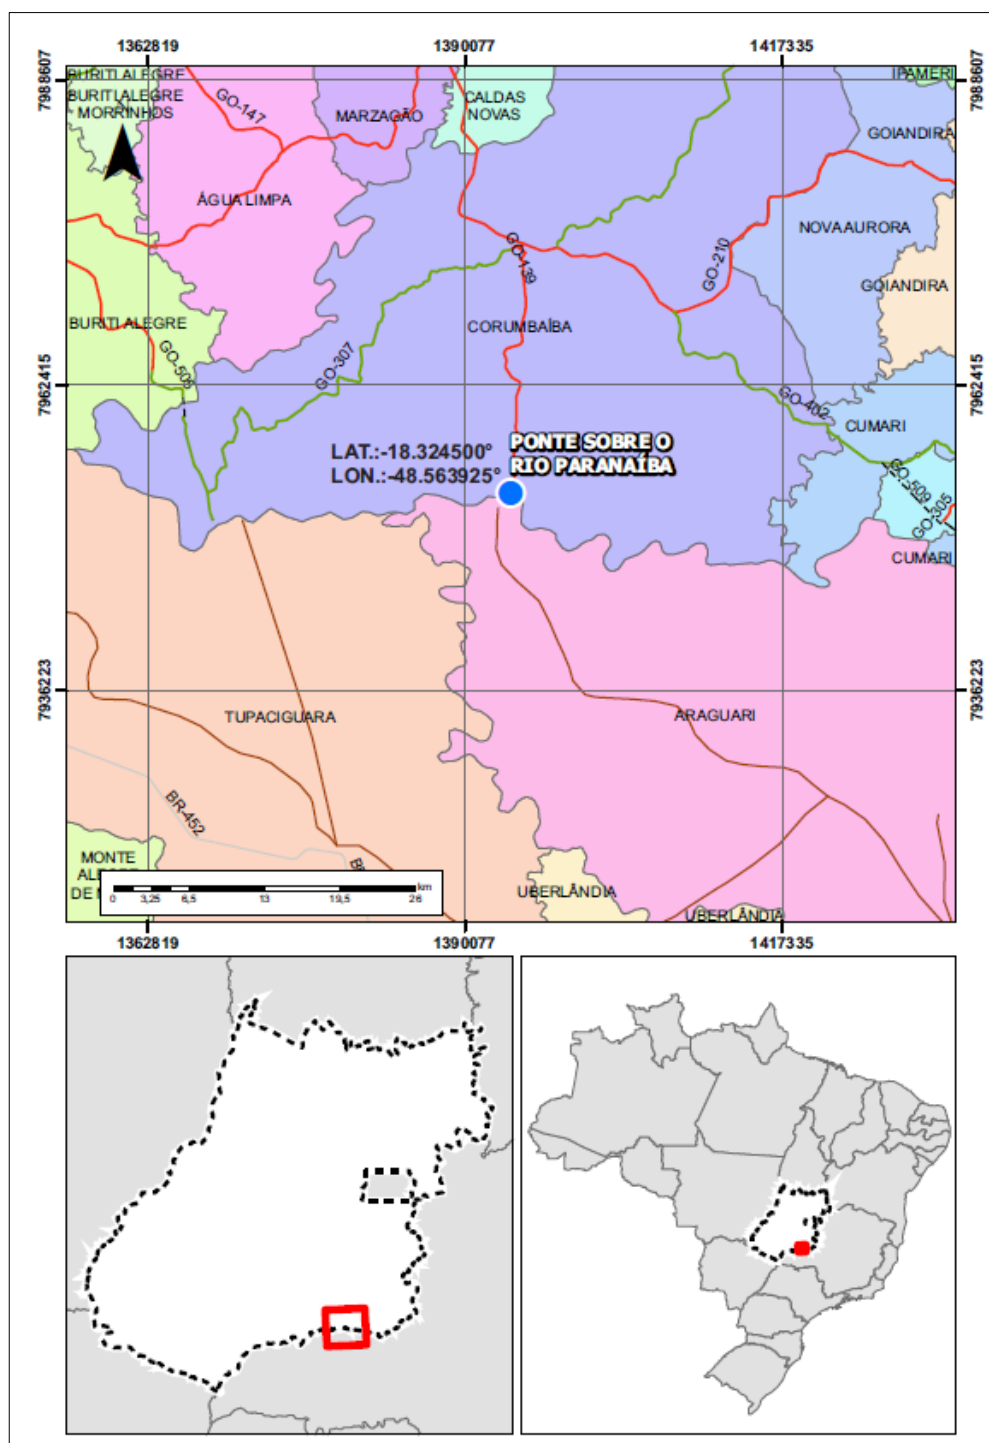 1362819 1390077 1417335
7988607
7988607
BURITI ALEGRE
IPAMERI
BURITI ALEGRE
MORRINHOS
GO-147
MARZAGÃO
CALDAS
NOVAS
GOIANDIRA
ÁGUA LIMPA
NOVA AURORA
GO-139
GO-210
GOIANDIRA
BURITI ALEGRE
CORUMBAÍBA
GO-307
7962415
7962415
GO-402
CUMARI
LAT.:-18.324500°
LON.:-48.563925°
PONTE SOBRE O
RIO PARANAÍBA
GO-509
GO-305
CUMARI
7936223
7936223
TUPACIGUARA
ARAGUARI
BR-452
MONTE
UBERLÂNDIA
UBERLÂNDIA
km
0 3,25 6,5 13 19,5 26
1362819 1390077 1417335